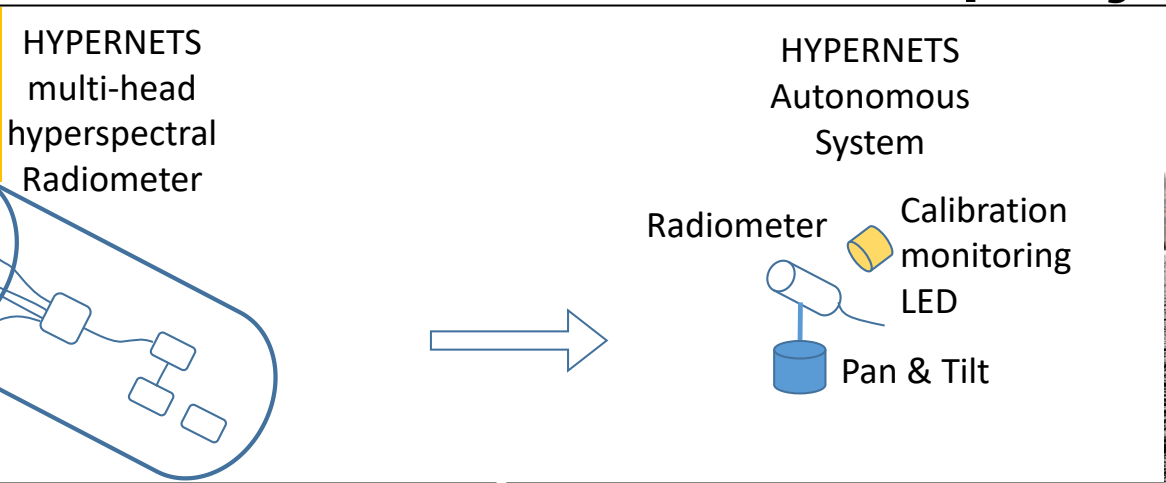 HYPERNETS
multi-head
hyperspectral
Radiometer
HYPERNETS
Autonomous
System
Radiometer
Calibration
monitoring
LED
Pan & Tilt